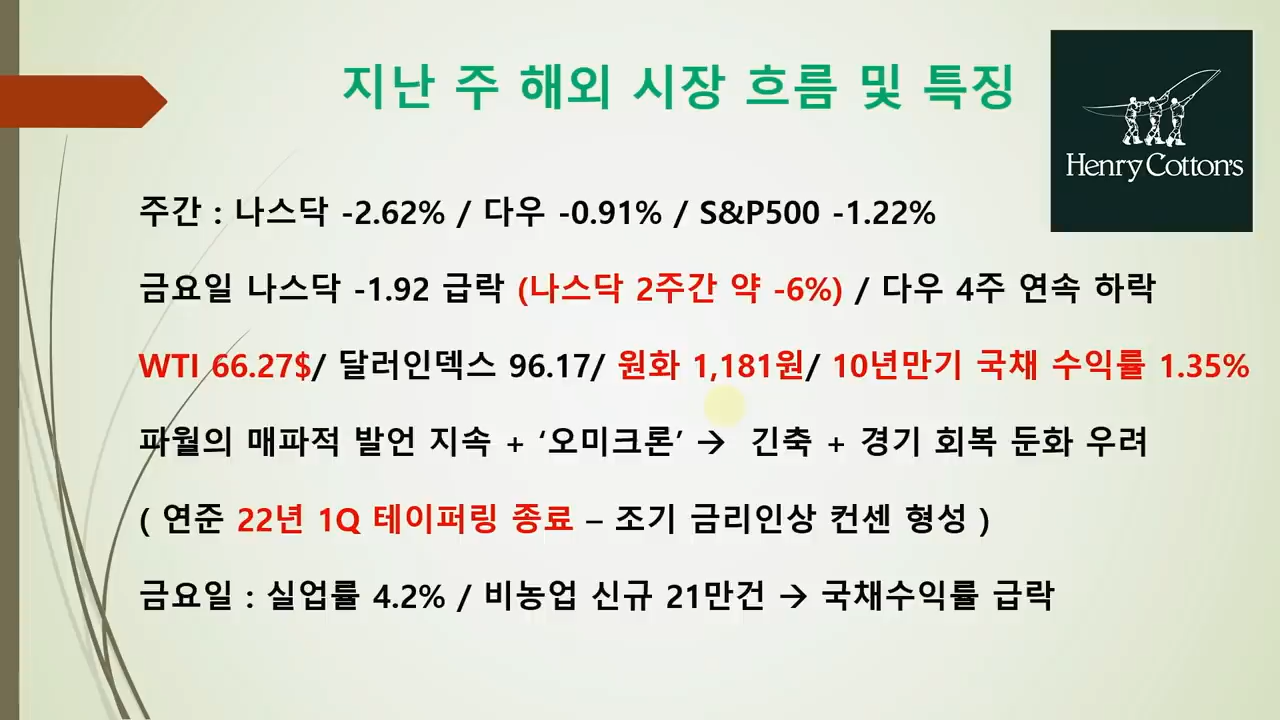 지난 주 해외 시장 흐름 및 특징
Henry Cotton's
주간 : 나스닥 -2.62% / 다우 -0.91% / S&P500 -1.22%
금요일 나스닥 -1.92 급락 (나스닥 2주간 약 -6%) / 다우 4주 연속 하락
WTI 66.27$/ 달러인덱스 96.17/ 원화 1,181원/ 10년만기 국채 수익률 1.35%
파월의 매파적 발언 지속 + ‘오미크론’ → 긴축 + 경기 회복 둔화 우려
( 연준 22년 1Q 테이퍼링 종료 – 조기 금리인상 컨센 형성 )
금요일 : 실업률 4.2% / 비농업 신규 21만건 → 국채수익률 급락